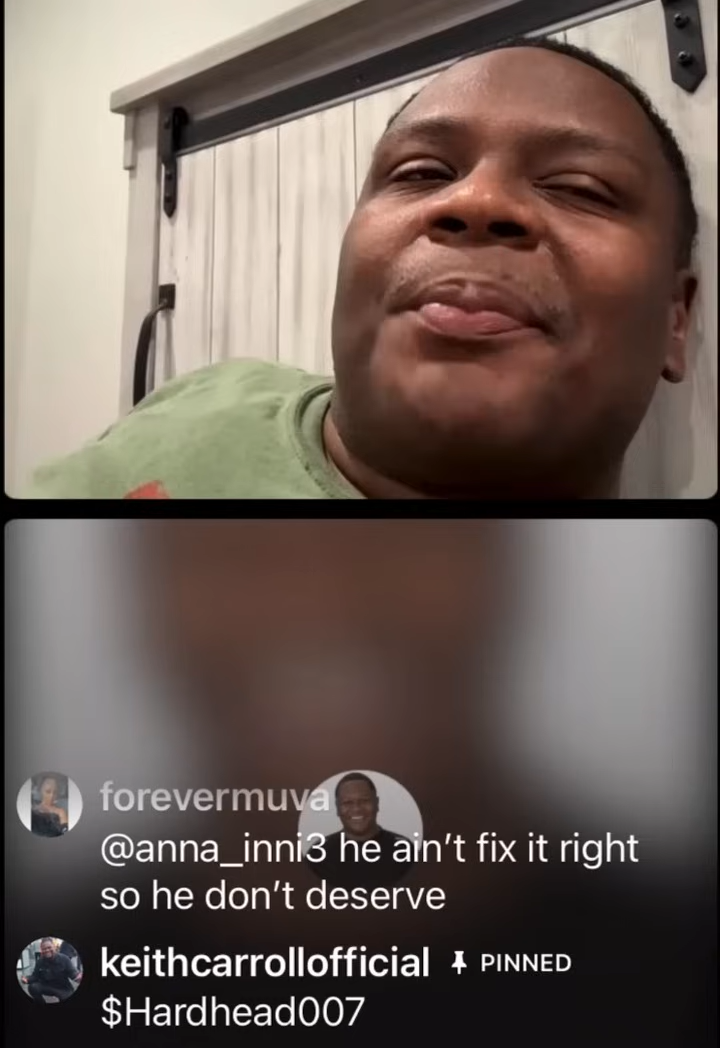 forevermuva
@anna_inni3 he ain’t fix it right
so he don’t deserve
keithcarrollofficial PINNED
$Hardhead007